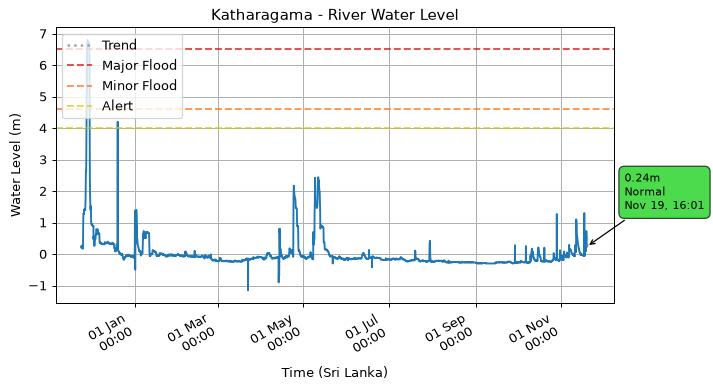 Katharagama - River Water Level
7
6
5
4
3
2
1
0
−1
Water Level (m)
Trend
Major Flood
Minor Flood
Alert
0.24m
Normal
Nov 19, 16:01
01 Jan
00:00
01 Mar
00:00
01 May
00:00
01 Jul
00:00
01 Sep
00:00
01 Nov
00:00
Time (Sri Lanka)